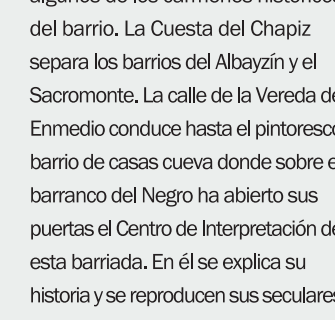 del barrio. La Cuesta del Chapiz
separa los barrios del Albayzín y el
Sacromonte. La calle de la Vereda de
Enmedio conduce hasta el pintoresco
barrio de casas cueva donde sobre e
barranco del Negro ha abierto sus
puertas el Centro de Interpretación de
esta barriada. En él se explica su
historia y se reproducen sus seculares